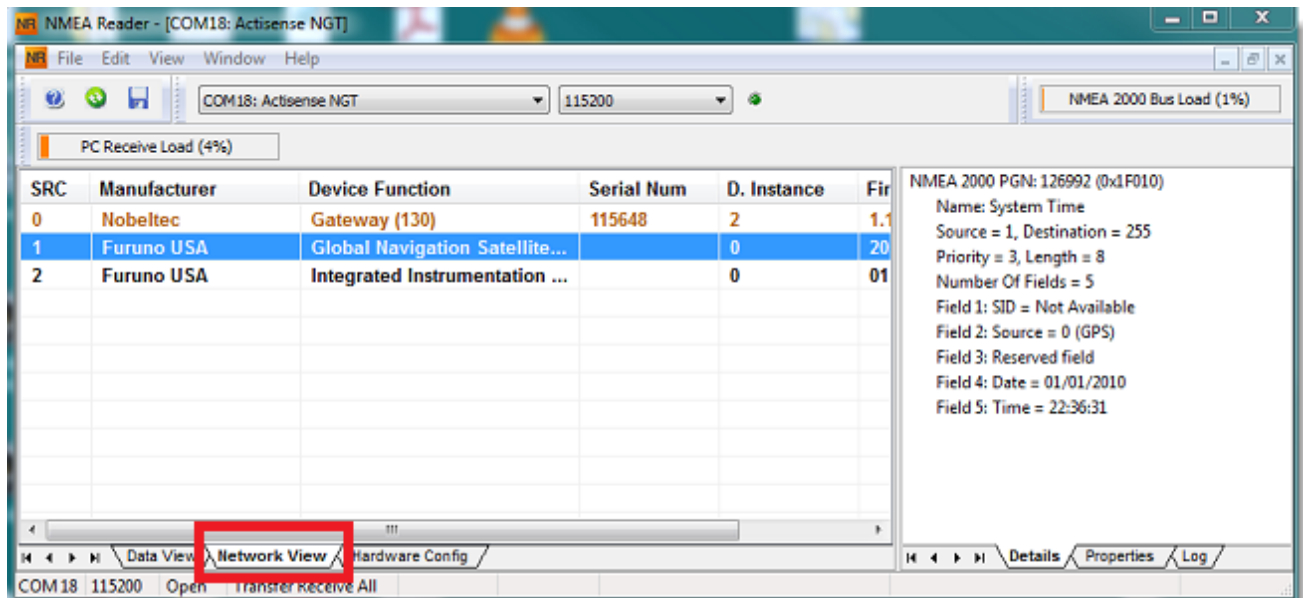 NR NMEA Reader - [COM18: Actisense NGT]
NR File Edit View Window Help
COM18: Actisense NGT 115200 NMEA 2000 Bus Load (1%)
PC Receive Load (4%)
SRC Manufacturer Device Function Serial Num D. Instance Fir
0 Nobeltec Gateway (130) 115648 2 1.1
1 Furuno USA Global Navigation Satellite... 0 20
2 Furuno USA Integrated Instrumentation ... 0 01
NMEA 2000 PGN: 126992 (0x1F010)
Name: System Time
Source = 1, Destination = 255
Priority = 3, Length = 8
Number Of Fields = 5
Field 1: SID = Not Available
Field 2: Source = 0 (GPS)
Field 3: Reserved field
Field 4: Date = 01/01/2010
Field 5: Time = 22:36:31
Data View Network View Hardware Config
Details Properties Log
COM 18 115200 Open Transfer Receive All